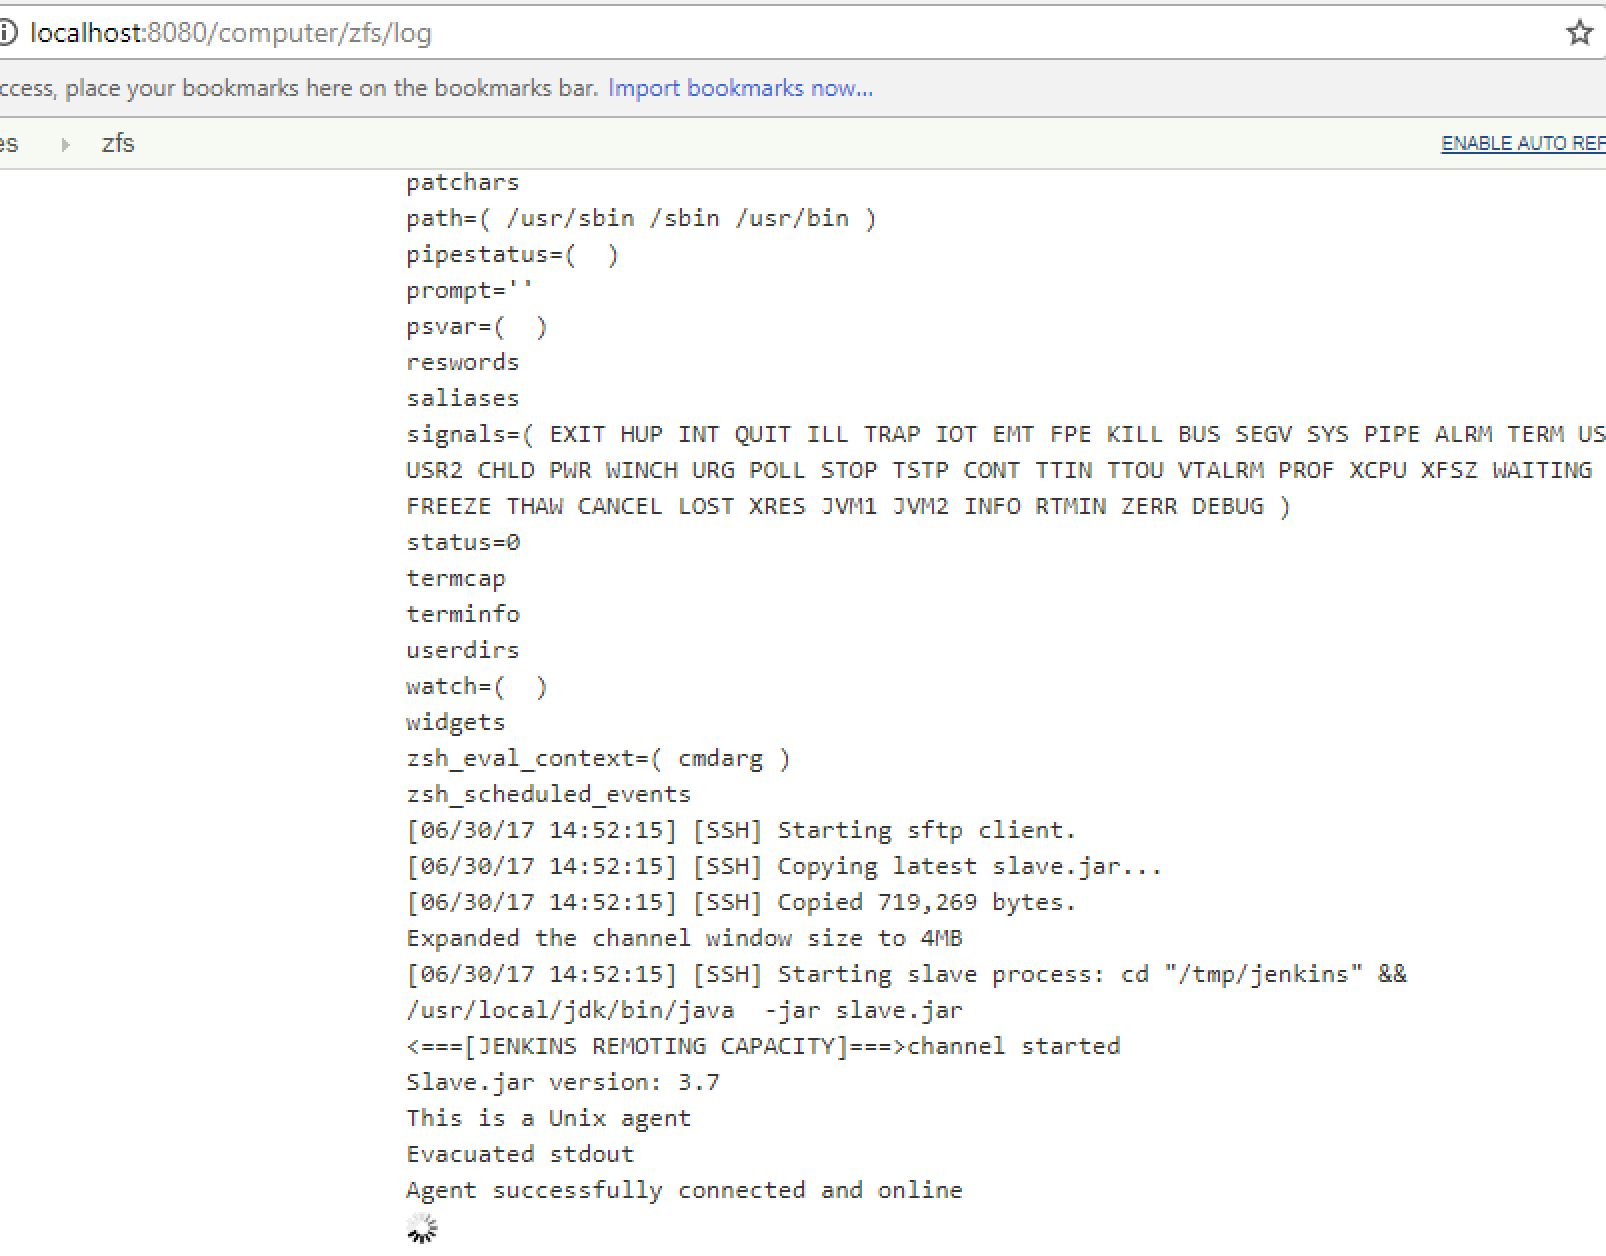 localhost:8080/computer/zfs/log
ccess, place your bookmarks here on the bookmarks bar. Import bookmarks now...
es zfs ENABLE AUTO REF
patchars
path=( /usr/sbin /sbin /usr/bin )
pipestatus=(  )
prompt=''
psvar=(  )
reswords
saliases
signals=( EXIT HUP INT QUIT ILL TRAP IOT EMT FPE KILL BUS SEGV SYS PIPE ALRM TERM US
USR2 CHLD PWR WINCH URG POLL STOP TSTP CONT TTIN TTOU VTALRM PROF XCPU XFSZ WAITING
FREEZE THAW CANCEL LOST XRES JVM1 JVM2 INFO RTMIN ZERR DEBUG )
status=0
termcap
terminfo
userdirs
watch=(  )
widgets
zsh_eval_context=( cmdarg )
zsh_scheduled_events
[06/30/17 14:52:15] [SSH] Starting sftp client.
[06/30/17 14:52:15] [SSH] Copying latest slave.jar...
[06/30/17 14:52:15] [SSH] Copied 719,269 bytes.
Expanded the channel window size to 4MB
[06/30/17 14:52:15] [SSH] Starting slave process: cd "/tmp/jenkins" &&
/usr/local/jdk/bin/java  -jar slave.jar
<===[JENKINS REMOTING CAPACITY]===>channel started
Slave.jar version: 3.7
This is a Unix agent
Evacuated stdout
Agent successfully connected and online